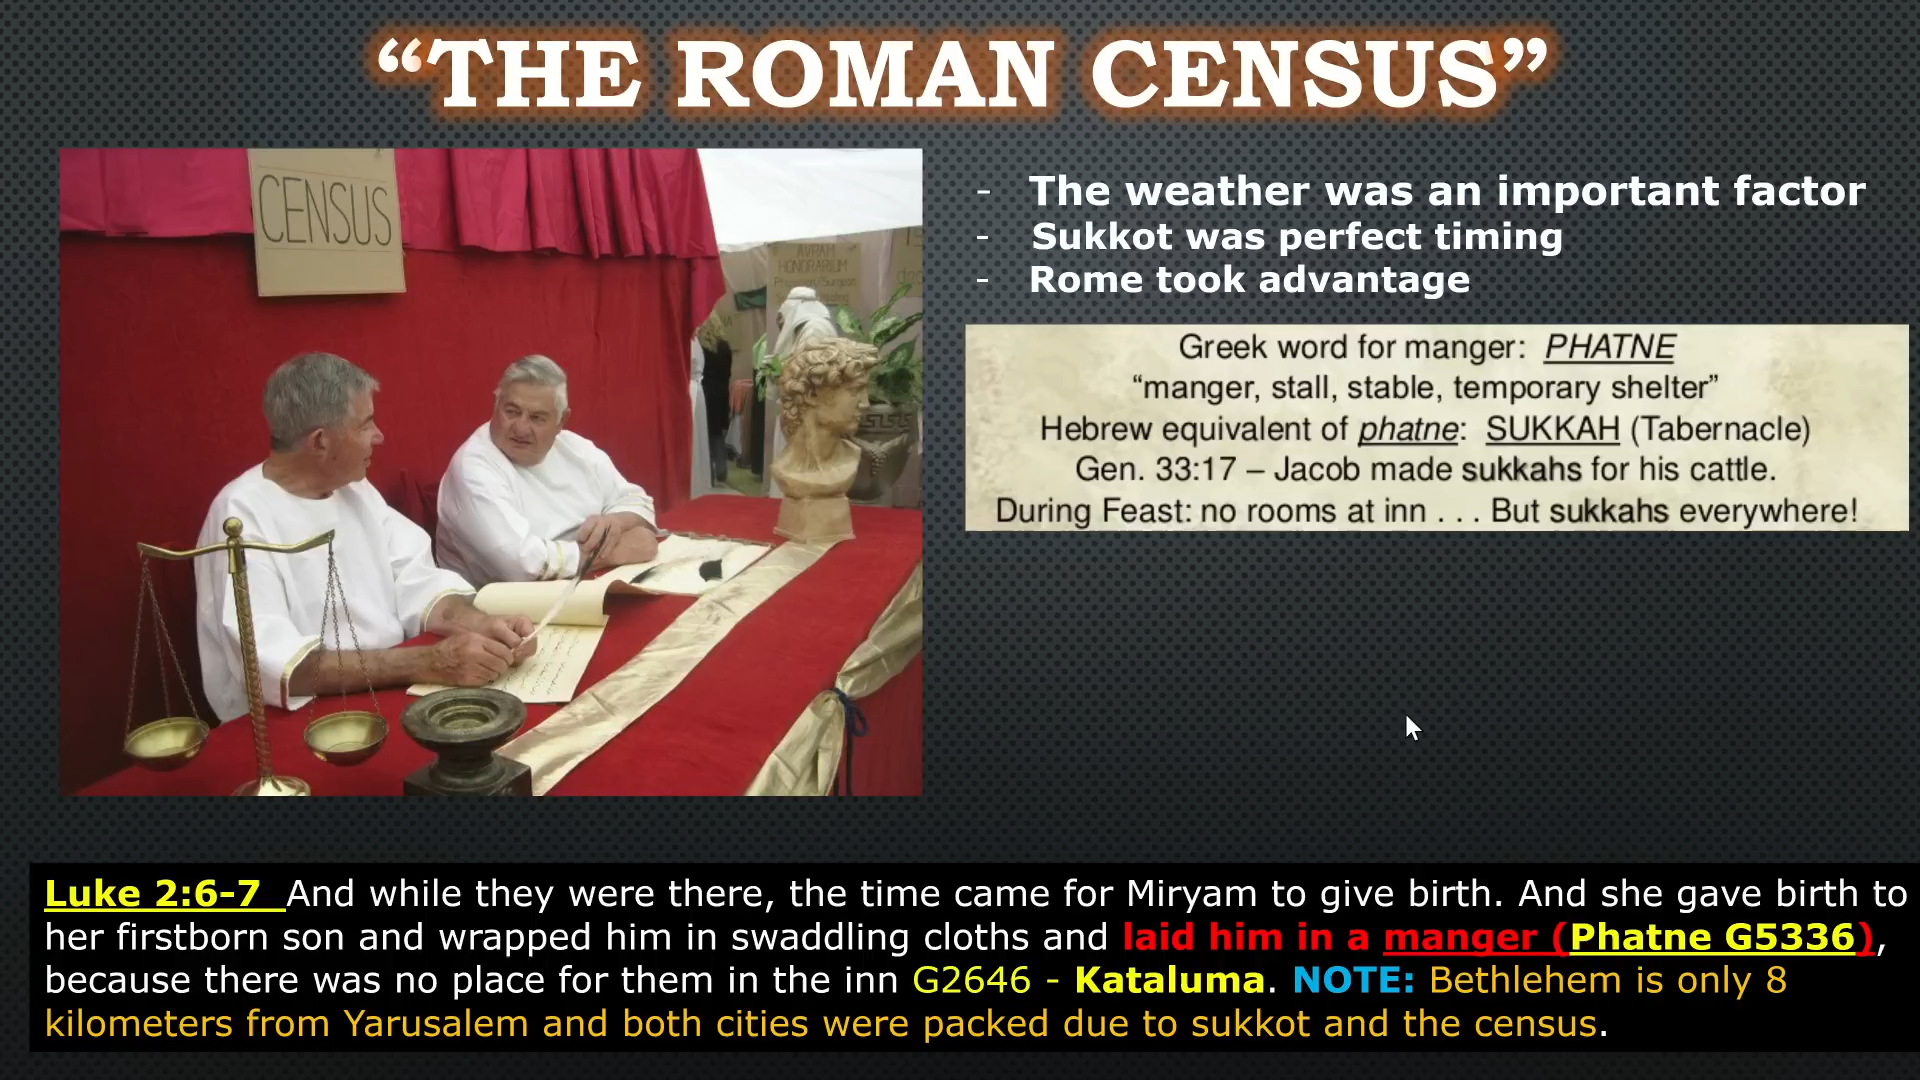 “THE ROMAN CENSUS”
CENSUS
AVRAH
HONORARIUM
- The weather was an important factor
- Sukkot was perfect timing
- Rome took advantage
Greek word for manger: PHATNE
“manger, stall, stable, temporary shelter”
Hebrew equivalent of phatne: SUKKAH (Tabernacle)
Gen. 33:17 – Jacob made sukkahs for his cattle.
During Feast: no rooms at inn . . . But sukkahs everywhere!
Luke 2:6-7 And while they were there, the time came for Miryam to give birth. And she gave birth to
her firstborn son and wrapped him in swaddling cloths and laid him in a manger (Phatne G5336),
because there was no place for them in the inn G2646 - Kataluma. NOTE: Bethlehem is only 8
kilometers from Yarusalem and both cities were packed due to sukkot and the census.